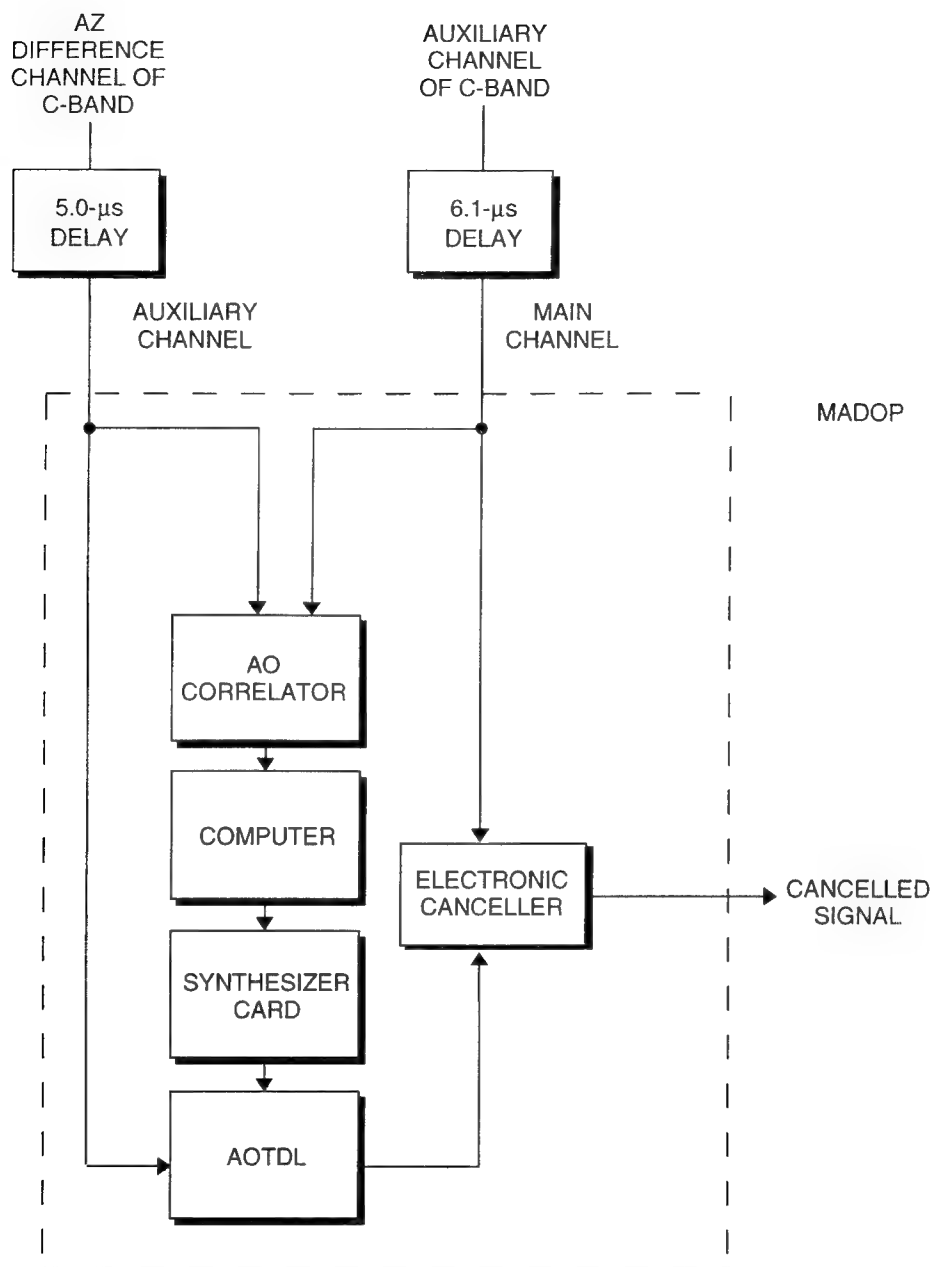 AZ
DIFFERENCE
CHANNEL OF
C-BAND
AUXILIARY
CHANNEL
OF C-BAND
5.0-µs
DELAY
6.1-µs
DELAY
AUXILIARY
CHANNEL
MAIN
CHANNEL
MADOP
AO
CORRELATOR
COMPUTER
ELECTRONIC
CANCELLER
CANCELLED
SIGNAL
SYNTHESIZER
CARD
AOTDL